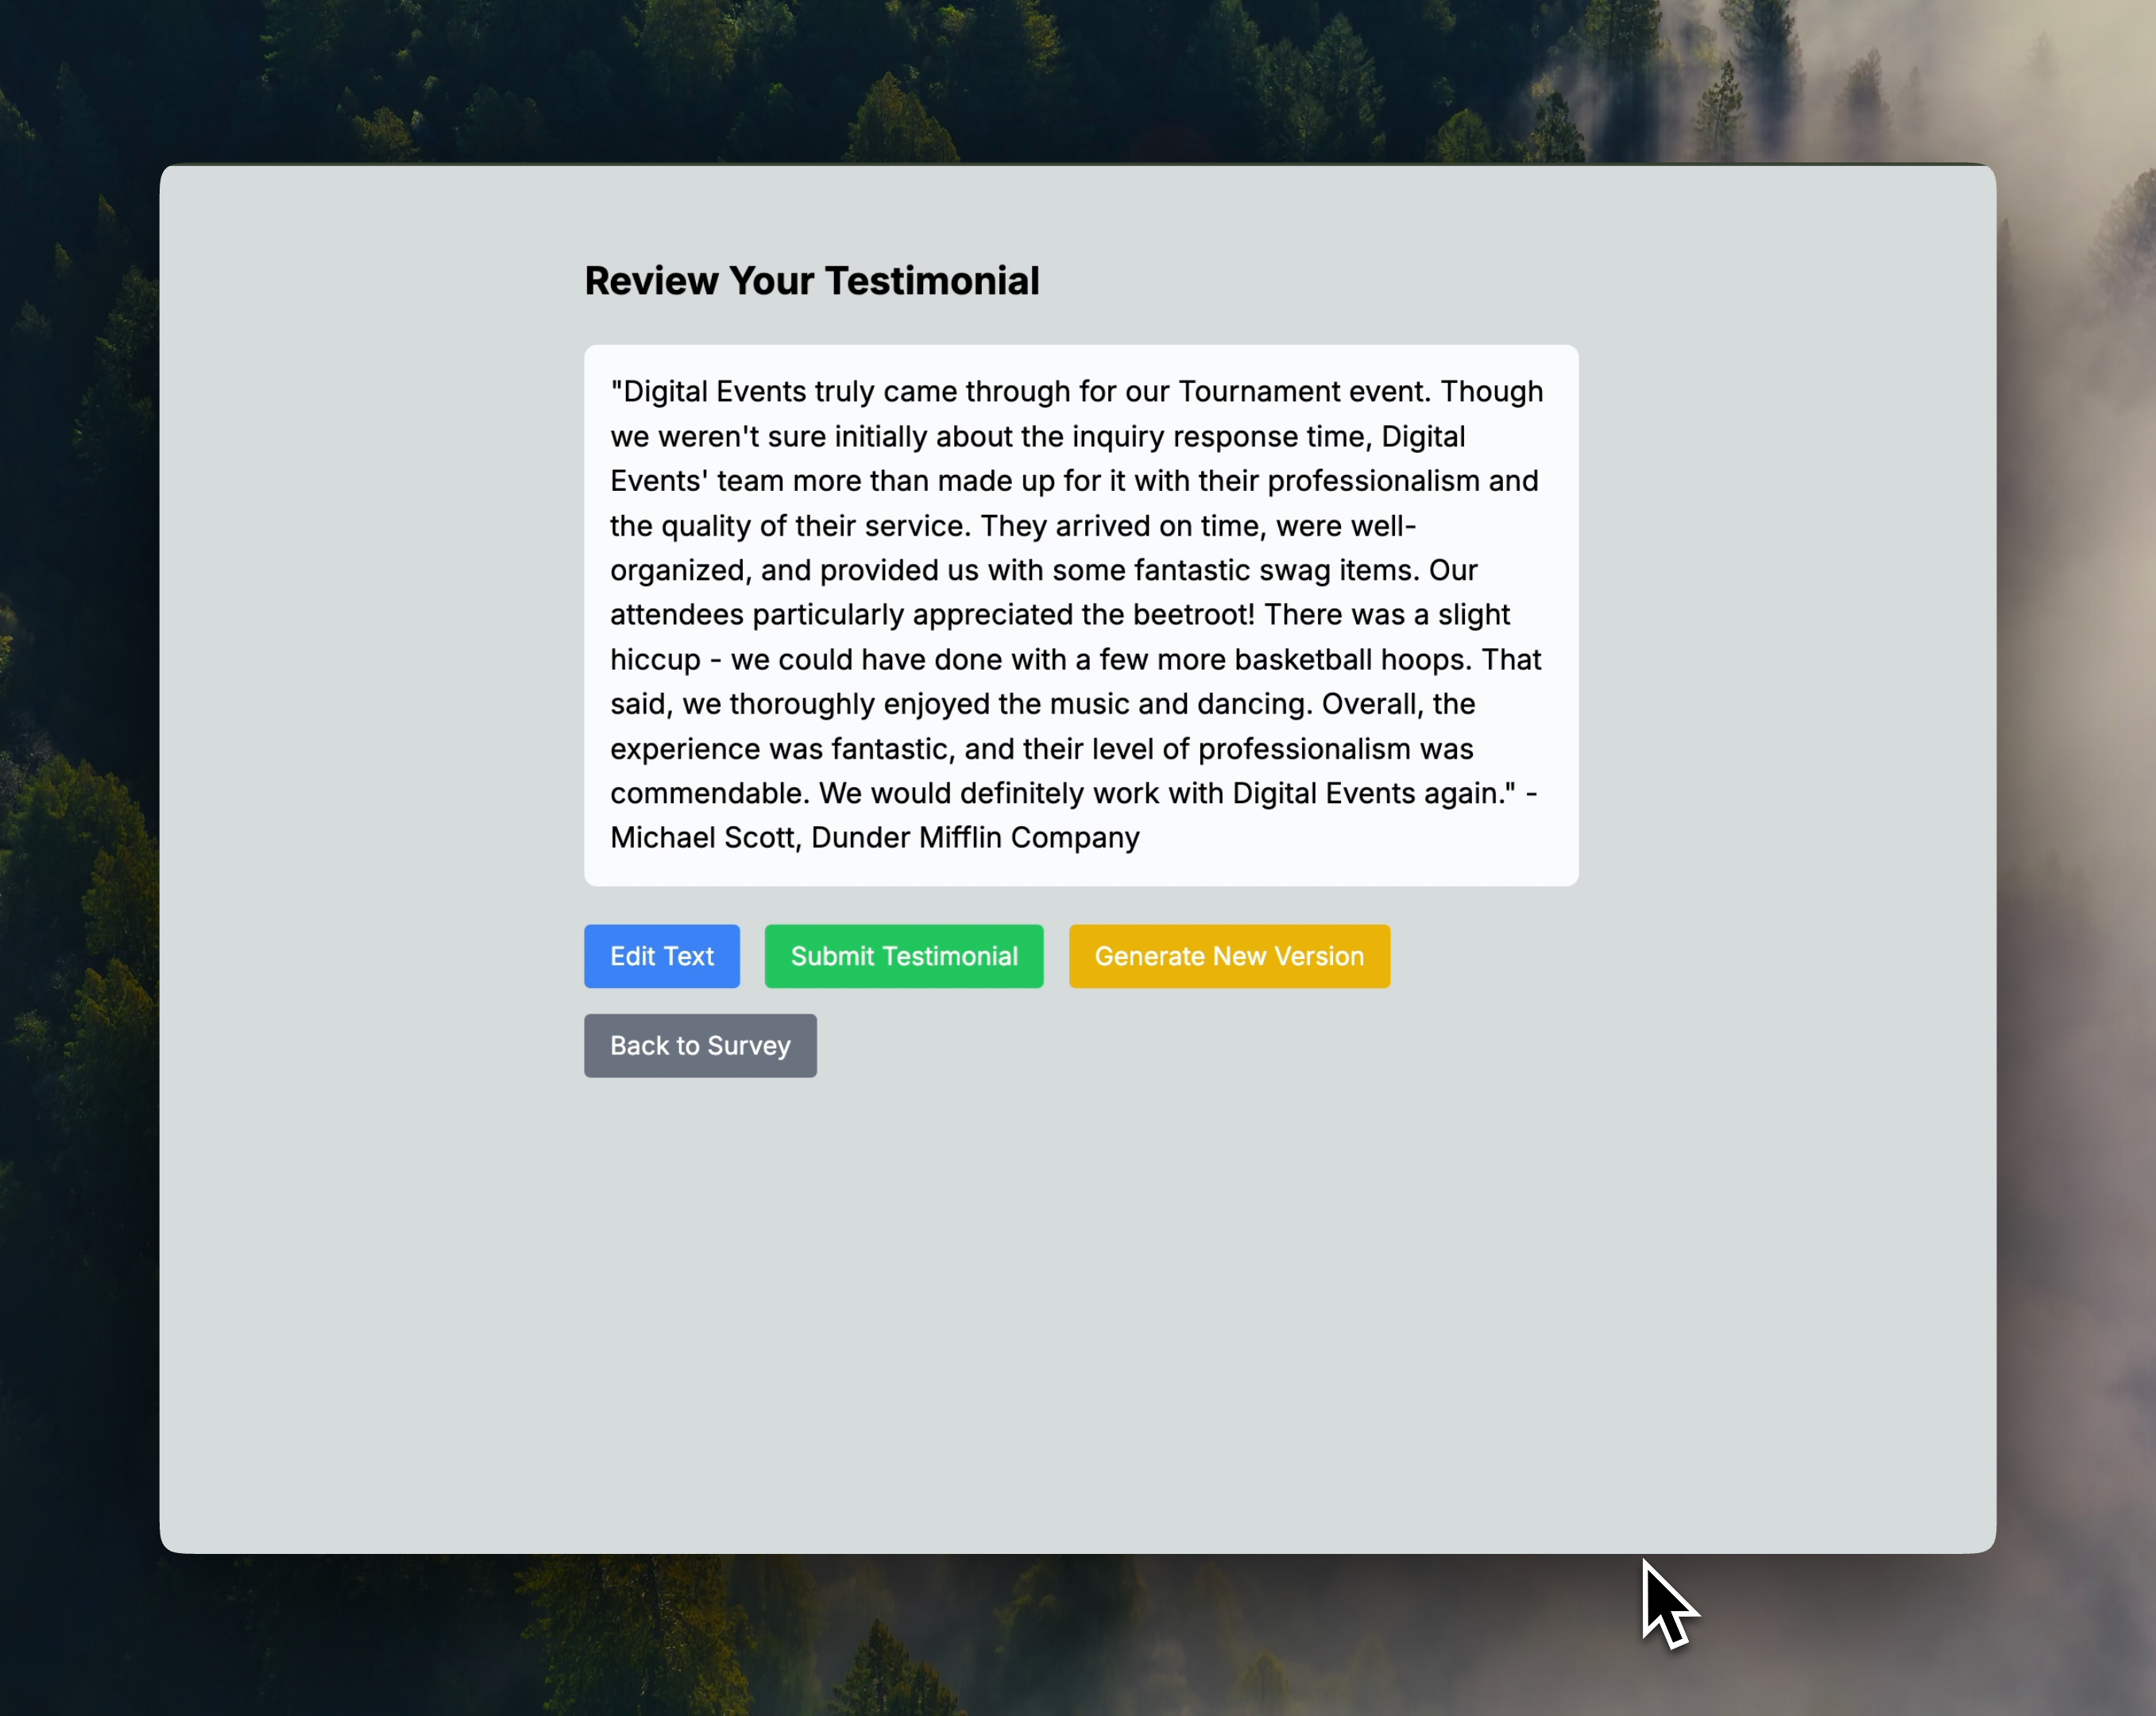 Review Your Testimonial
"Digital Events truly came through for our Tournament event. Though
we weren't sure initially about the inquiry response time, Digital
Events' team more than made up for it with their professionalism and
the quality of their service. They arrived on time, were well-
organized, and provided us with some fantastic swag items. Our
attendees particularly appreciated the beetroot! There was a slight
hiccup - we could have done with a few more basketball hoops. That
said, we thoroughly enjoyed the music and dancing. Overall, the
experience was fantastic, and their level of professionalism was
commendable. We would definitely work with Digital Events again." -
Michael Scott, Dunder Mifflin Company
Edit Text Submit Testimonial Generate New Version
Back to Survey